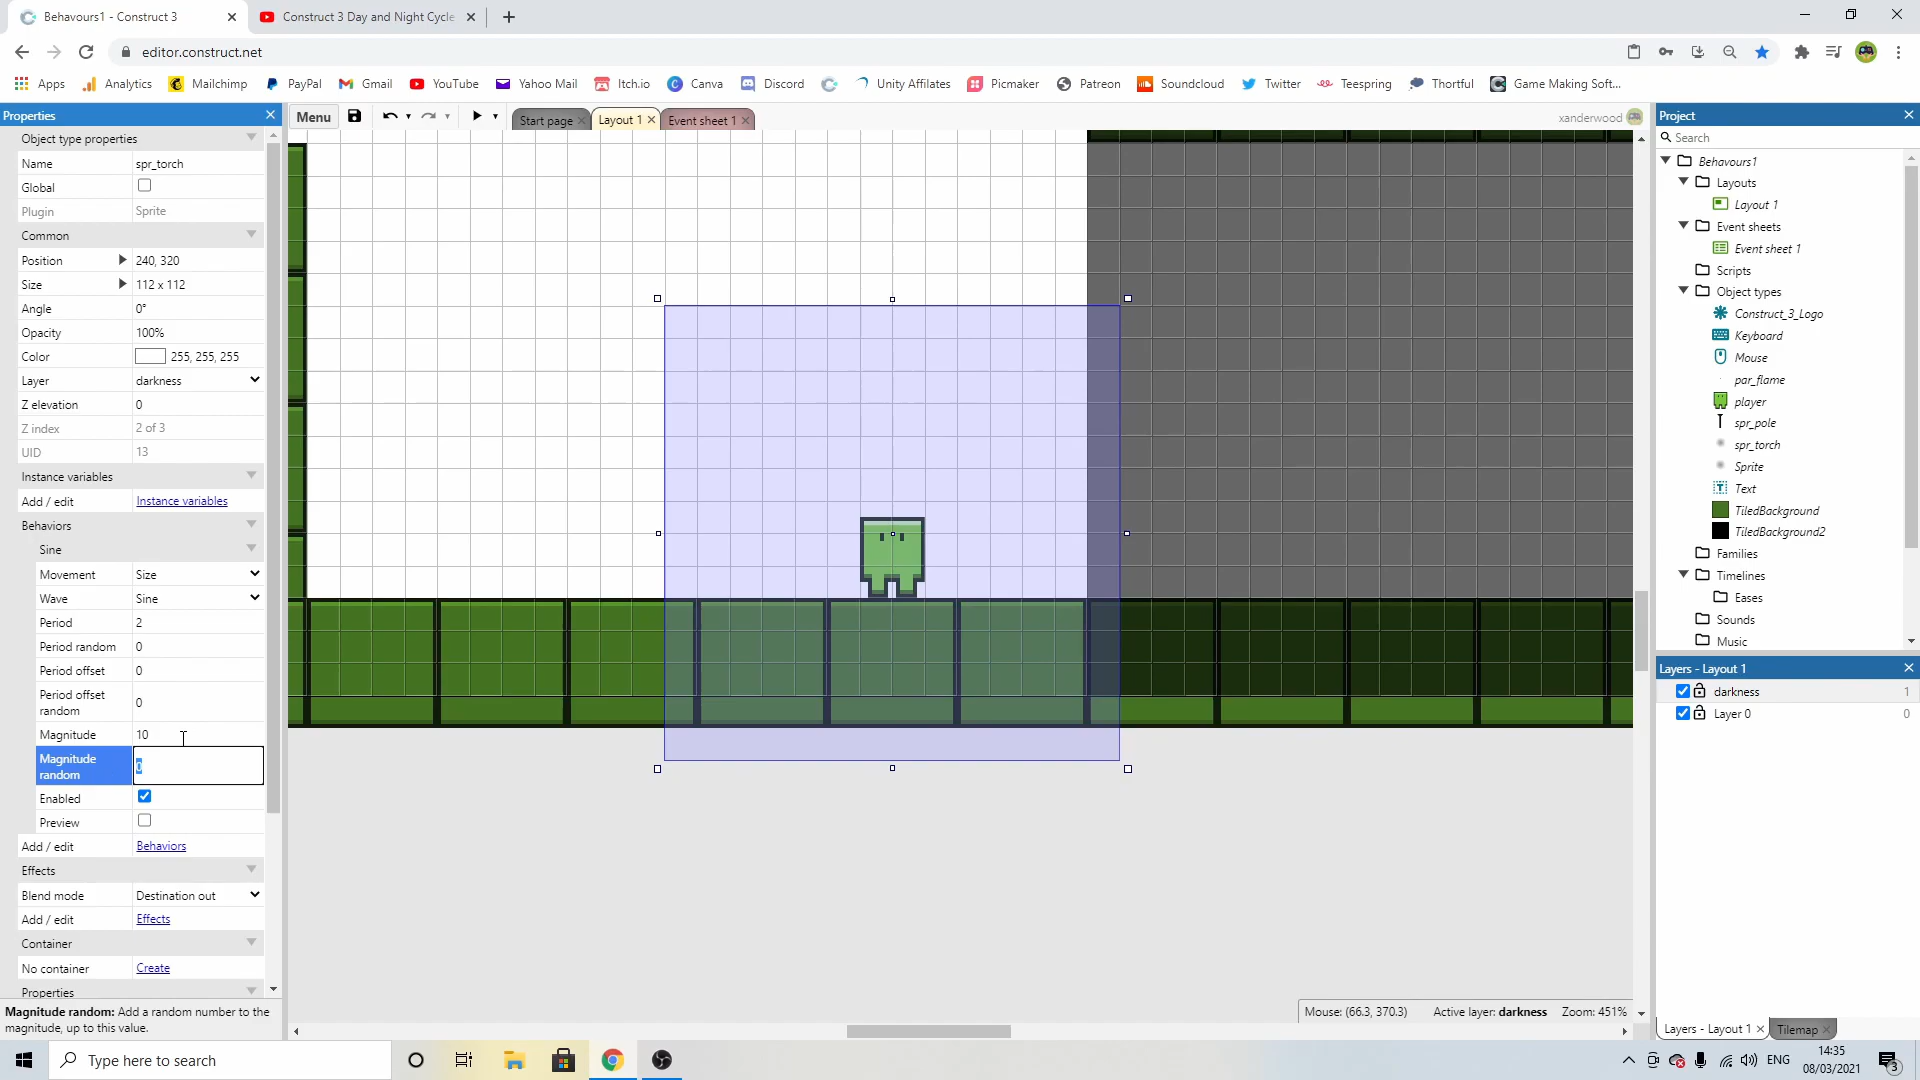 Behavours1 - Construct 3
Construct 3 Day and Night Cycle
editor.construct.net
Apps
Analytics
Mailchimp
PayPal
Gmail
YouTube
Yahoo Mail
Itch.io
Canva
Discord
Unity Affilates
Picmaker
Patreon
Soundcloud
Twitter
Teespring
Thortful
Game Making Soft...
Properties
Menu
Start page
Layout 1
Event sheet 1
xanderwood
Project
Object type properties
Name spr_torch
Global
Plugin Sprite
Common
Position 240, 320
Size 112 x 112
Angle 0°
Opacity 100%
Color 255, 255, 255
Layer darkness
Z elevation 0
Z index 2 of 3
UID 13
Instance variables
Add / edit Instance variables
Behaviors
Sine
Movement Size
Wave Sine
Period 2
Period random 0
Period offset 0
Period offset random 0
Magnitude 10
Magnitude random 0
Enabled
Preview
Add / edit Behaviors
Effects
Blend mode Destination out
Add / edit Effects
Container
No container Create
Properties
Magnitude random: Add a random number to the
magnitude, up to this value.
Search
Behavours1
Layouts
Layout 1
Event sheets
Event sheet 1
Scripts
Object types
Construct_3_Logo
Keyboard
Mouse
par_flame
player
spr_pole
spr_torch
Sprite
Text
TiledBackground
TiledBackground2
Families
Timelines
Eases
Sounds
Music
Layers - Layout 1
darkness 1
Layer 0 0
Mouse: (66.3, 370.3) Active layer: darkness Zoom: 451%
Layers - Layout 1
Tilemap
Type here to search
ENG
14:35
08/03/2021
3